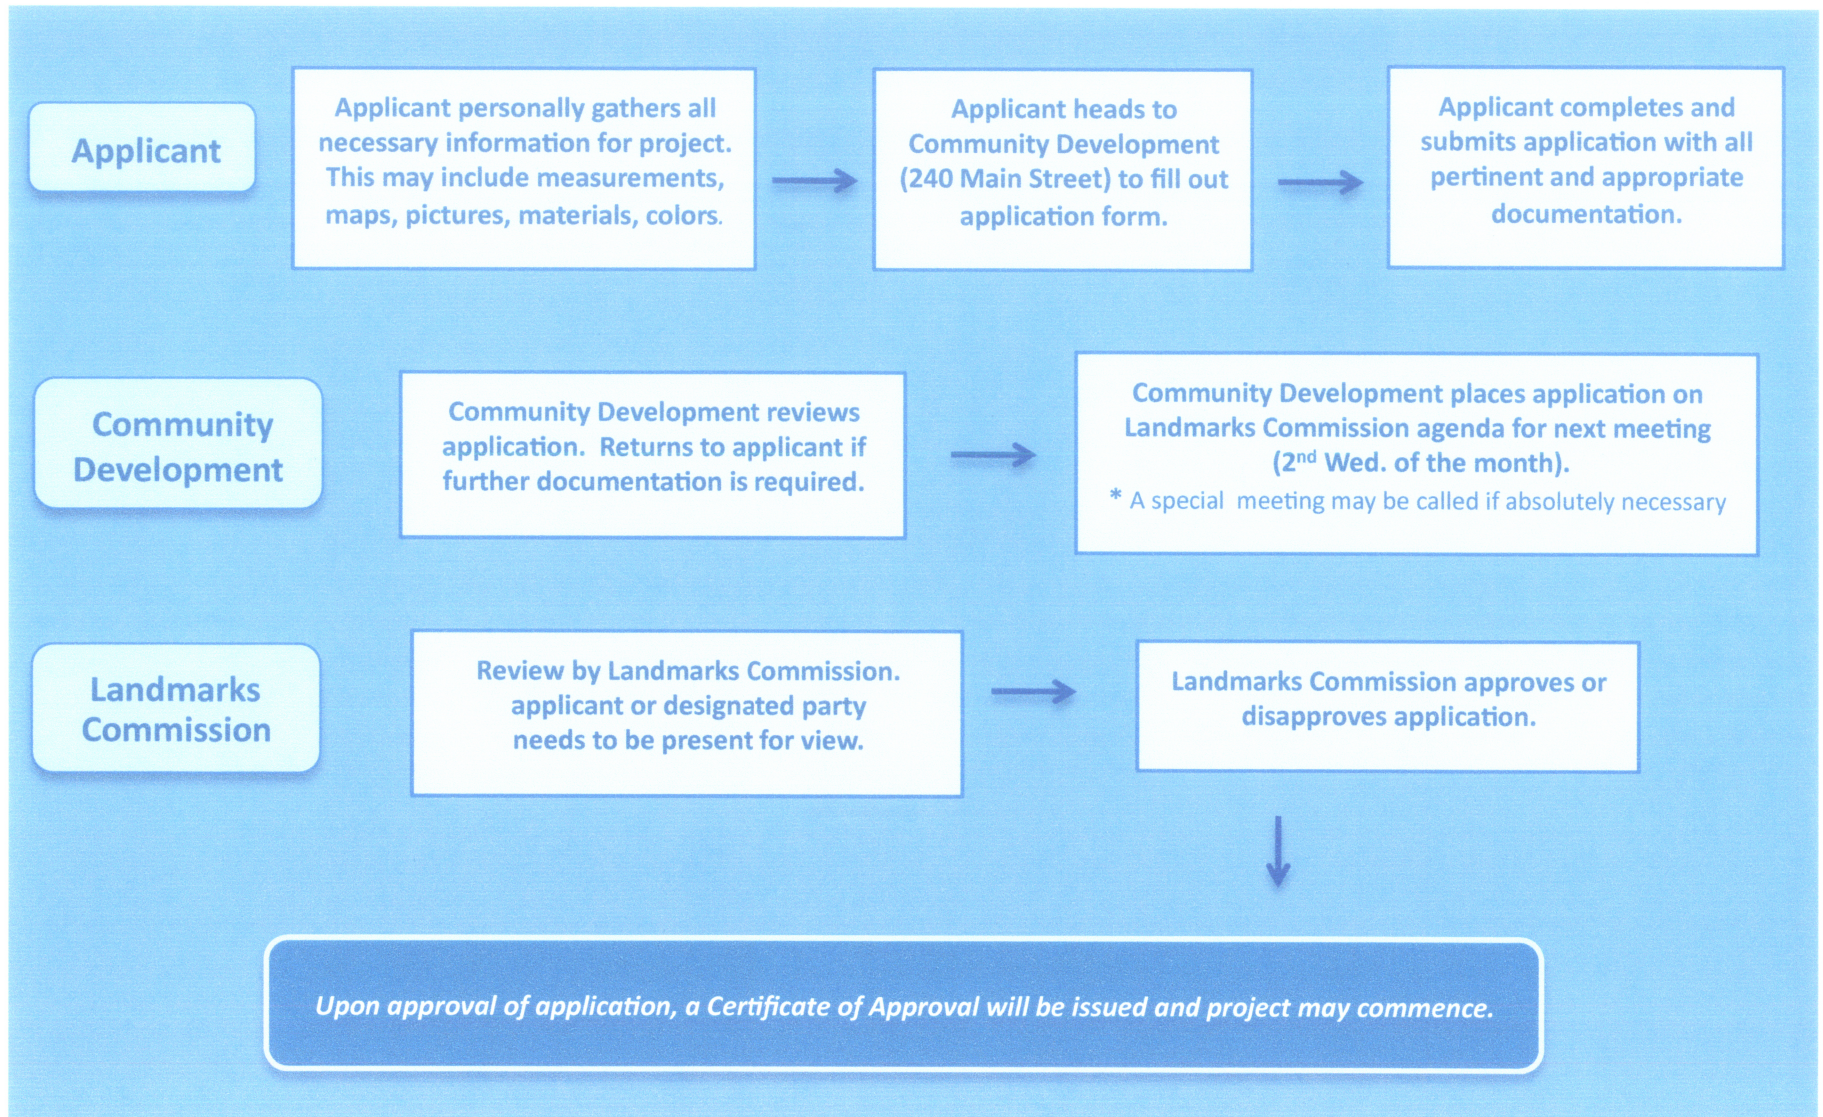 Applicant
Applicant personally gathers all
necessary information for project.
This may include measurements,
maps, pictures, materials, colors.
Applicant heads to
Community Development
(240 Main Street) to fill out
application form.
Applicant completes and
submits application with all
pertinent and appropriate
documentation.
Community
Development
Community Development reviews
application.  Returns to applicant if
further documentation is required.
Community Development places application on
Landmarks Commission agenda for next meeting
(2nd Wed. of the month).
* A special  meeting may be called if absolutely necessary
Landmarks
Commission
Review by Landmarks Commission.
applicant or designated party
needs to be present for view.
Landmarks Commission approves or
disapproves application.
Upon approval of application, a Certificate of Approval will be issued and project may commence.